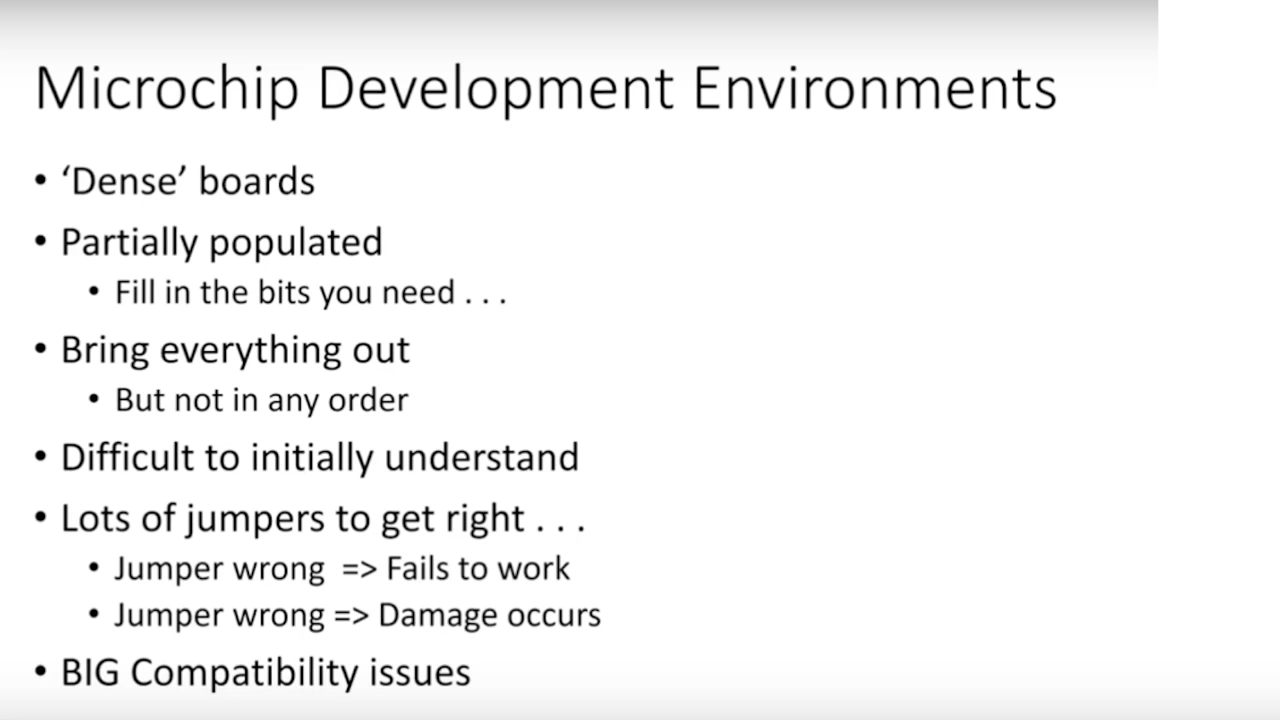 Microchip Development Environments
• ‘Dense’ boards
• Partially populated
• Fill in the bits you need . . .
• Bring everything out
• But not in any order
• Difficult to initially understand
• Lots of jumpers to get right . . .
• Jumper wrong  => Fails to work
• Jumper wrong => Damage occurs
• BIG Compatibility issues